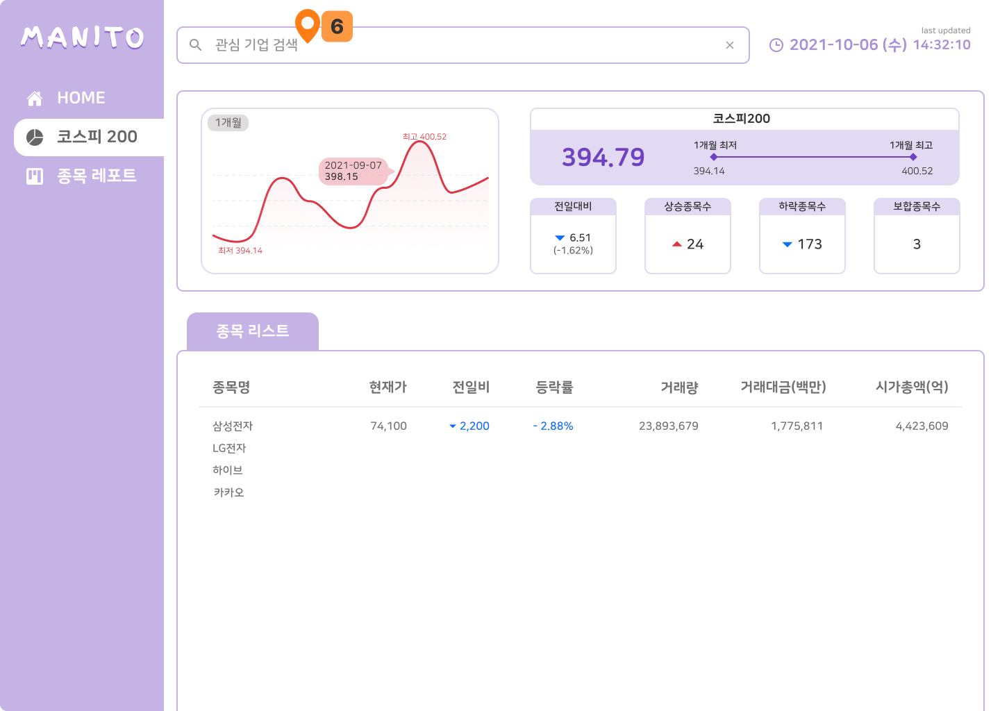 MANITO
HOME
코스피 200
종목 레포트
관심 기업 검색
6
last updated
2021-10-06 (수) 14:32:10
1개월
최고 400.52
2021-09-07
398.15
최저 394.14
코스피200
394.79
1개월 최저
1개월 최고
394.14
400.52
전일대비
6.51
(-1.62%)
상승종목수
24
하락종목수
173
보합종목수
3
종목 리스트
종목명 현재가 전일비 등락률 거래량 거래대금(백만) 시가총액(억)
삼성전자 74,100 2,200 - 2.88% 23,893,679 1,775,811 4,423,609
LG전자
하이브
카카오